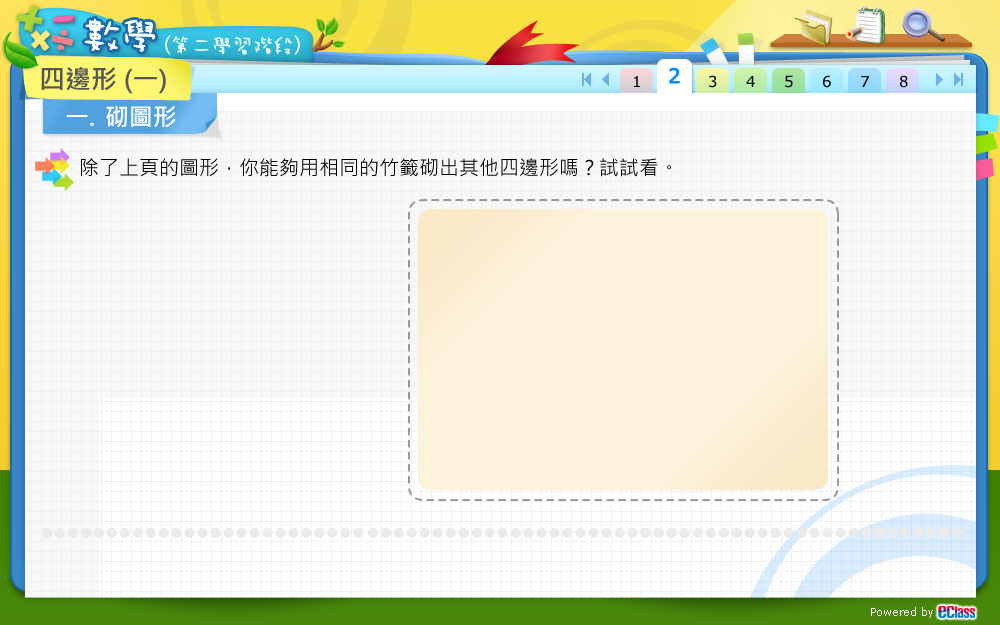 數學 (第二學習階段)
四邊形 (一)
1 2 3 4 5 6 7 8
一. 砌圖形
除了上頁的圖形，你能夠用相同的竹籤砌出其他四邊形嗎？試試看。
Powered by eClass